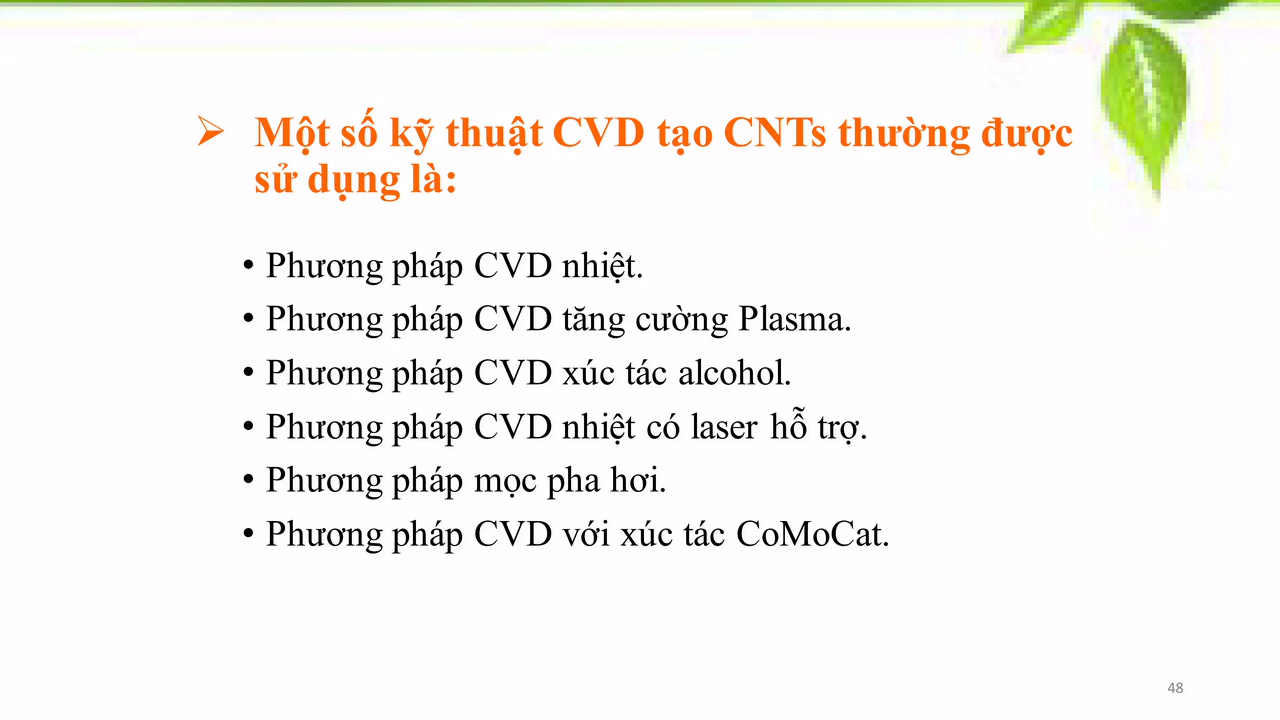 ➢ Một số kỹ thuật CVD tạo CNTs thường được
sử dụng là:
• Phương pháp CVD nhiệt.
• Phương pháp CVD tăng cường Plasma.
• Phương pháp CVD xúc tác alcohol.
• Phương pháp CVD nhiệt có laser hỗ trợ.
• Phương pháp mọc pha hơi.
• Phương pháp CVD với xúc tác CoMoCat.
48